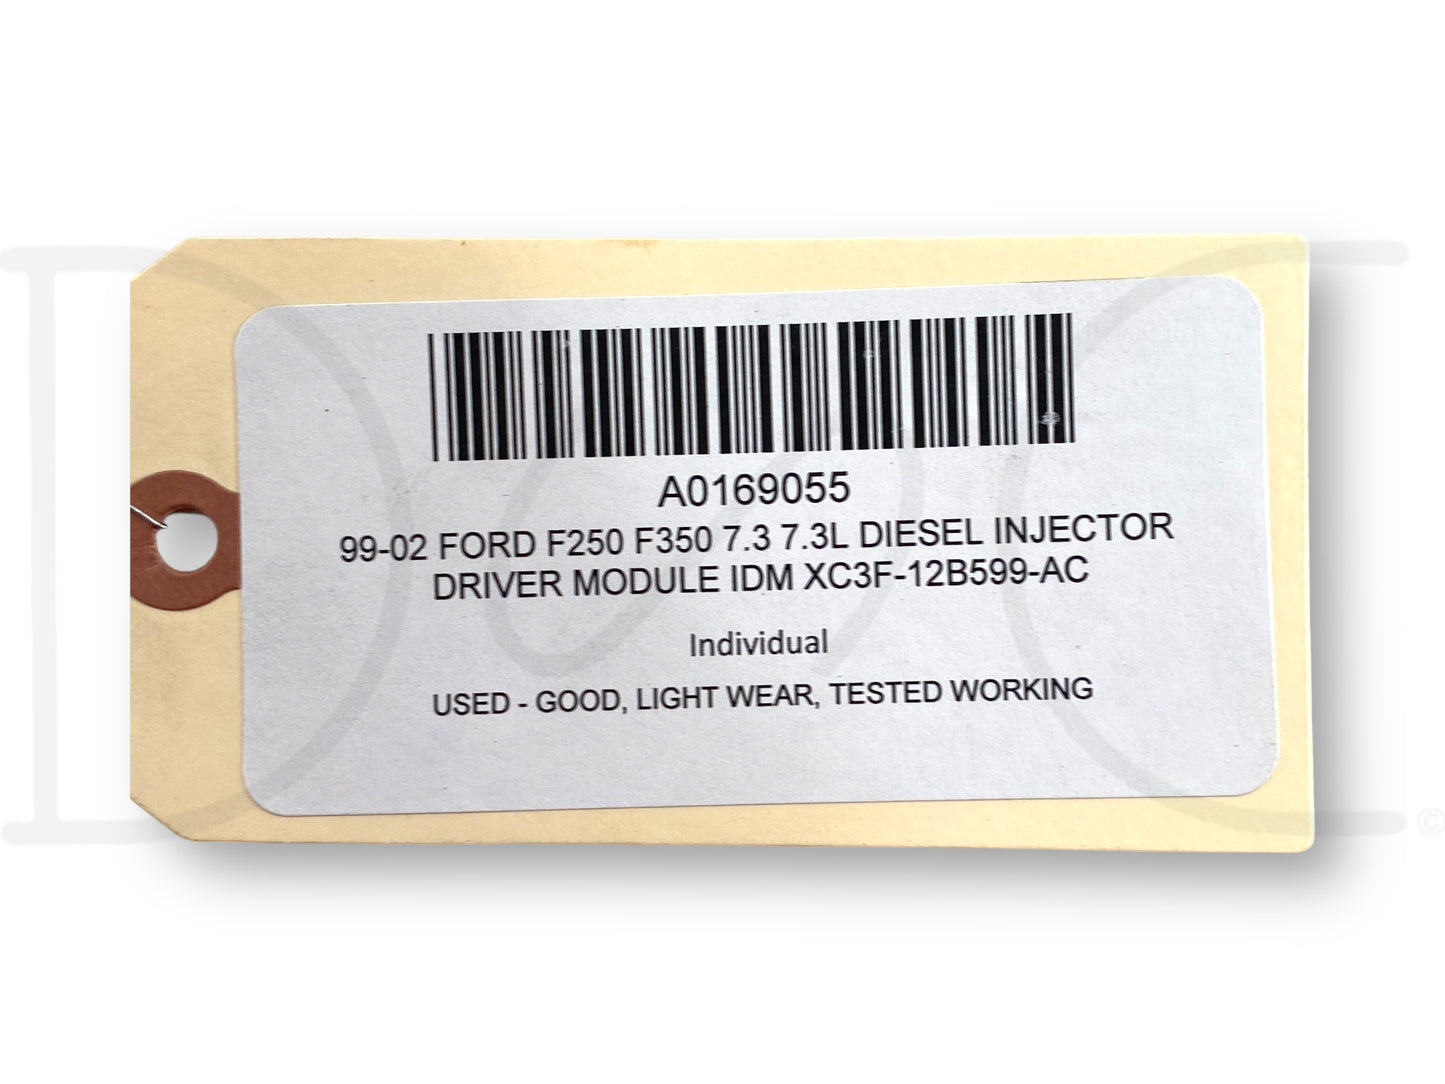 A0169055
99-02 FORD F250 F350 7.3 7.3L DIESEL INJECTOR
DRIVER MODULE IDM XC3F-12B599-AC
Individual
USED - GOOD, LIGHT WEAR, TESTED WORKING
©